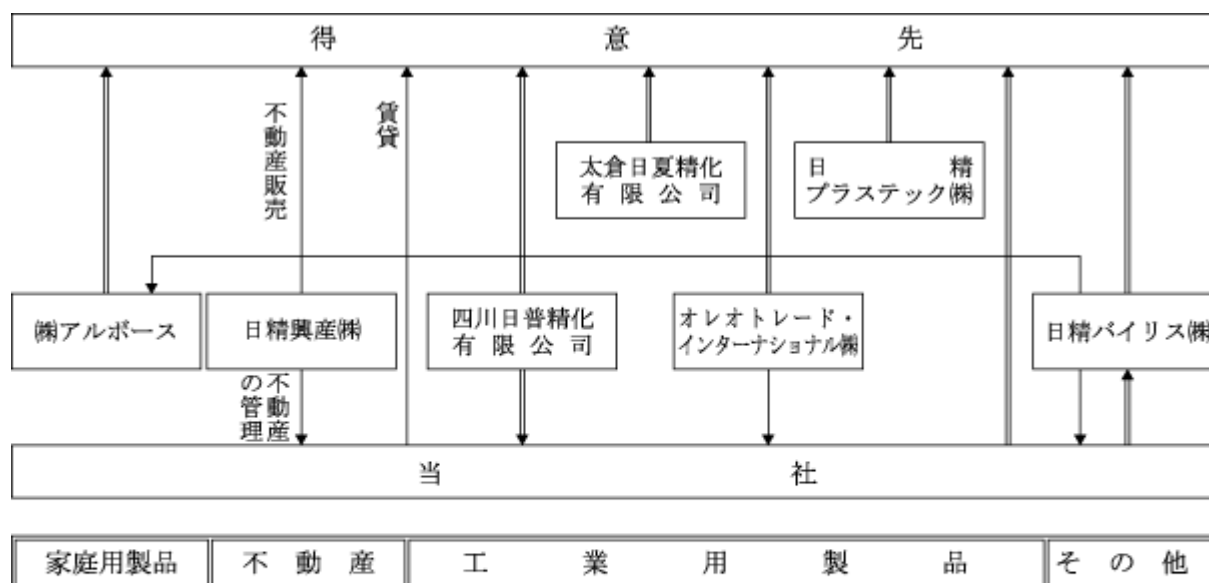 得意先
不動産販売
賃貸
太倉日夏精化
有限公司
日精
プラステック㈱
㈱アルボース
日精興産㈱
四川日普精化
有限公司
オレオトレード・
インターナショナル㈱
日精バイリス㈱
不動産
の管理
当社
家庭用製品
不動産
工業用製品
その他